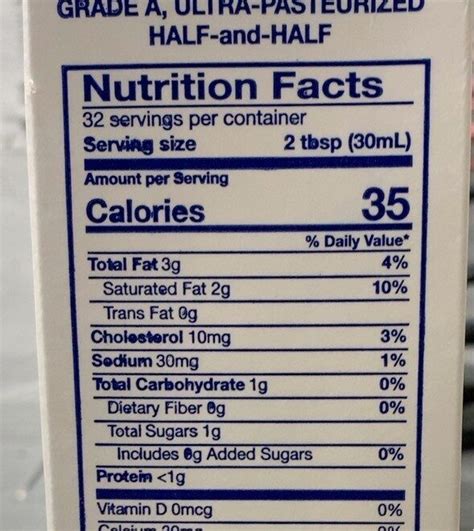 GRADE A, ULTRA-PASTEURIZED
HALF-and-HALF
Nutrition Facts
32 servings per container
Serving size 2 tbsp (30mL)
Amount per Serving
Calories 35
% Daily Value*
Total Fat 3g 4%
Saturated Fat 2g 10%
Trans Fat 0g
Cholesterol 10mg 3%
Sodium 30mg 1%
Total Carbohydrate 1g 0%
Dietary Fiber 0g 0%
Total Sugars 1g
Includes 0g Added Sugars 0%
Protein <1g
Vitamin D 0mcg 0%
Calcium